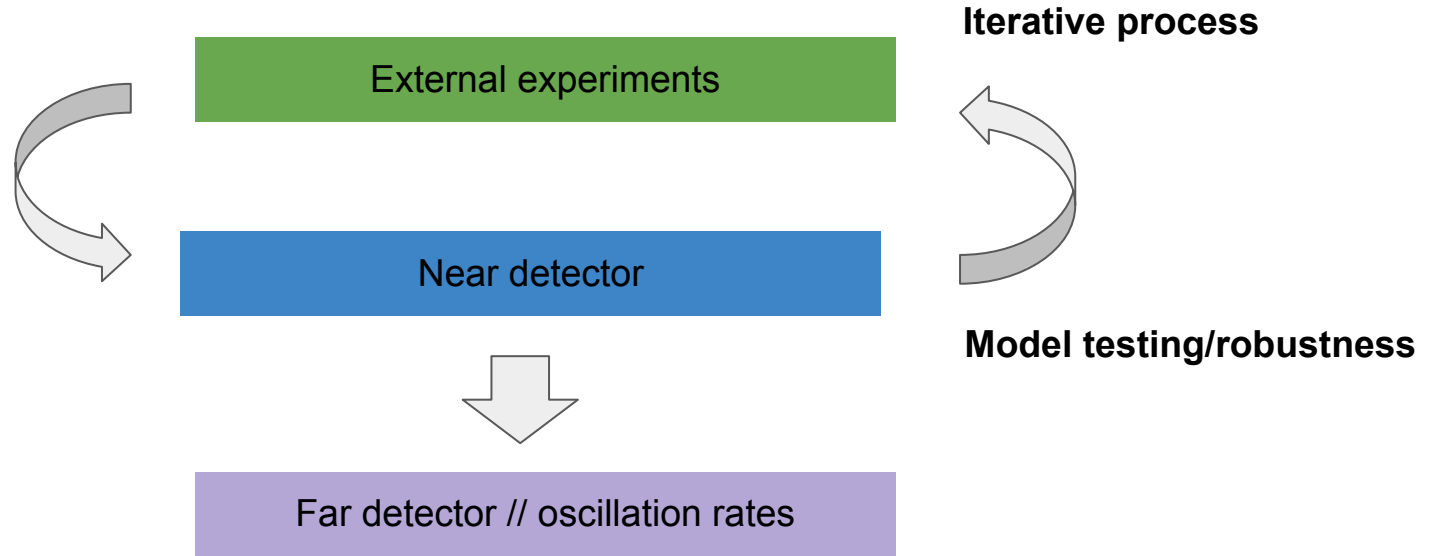 Iterative process
External experiments
Near detector
Model testing/robustness
Far detector // oscillation rates